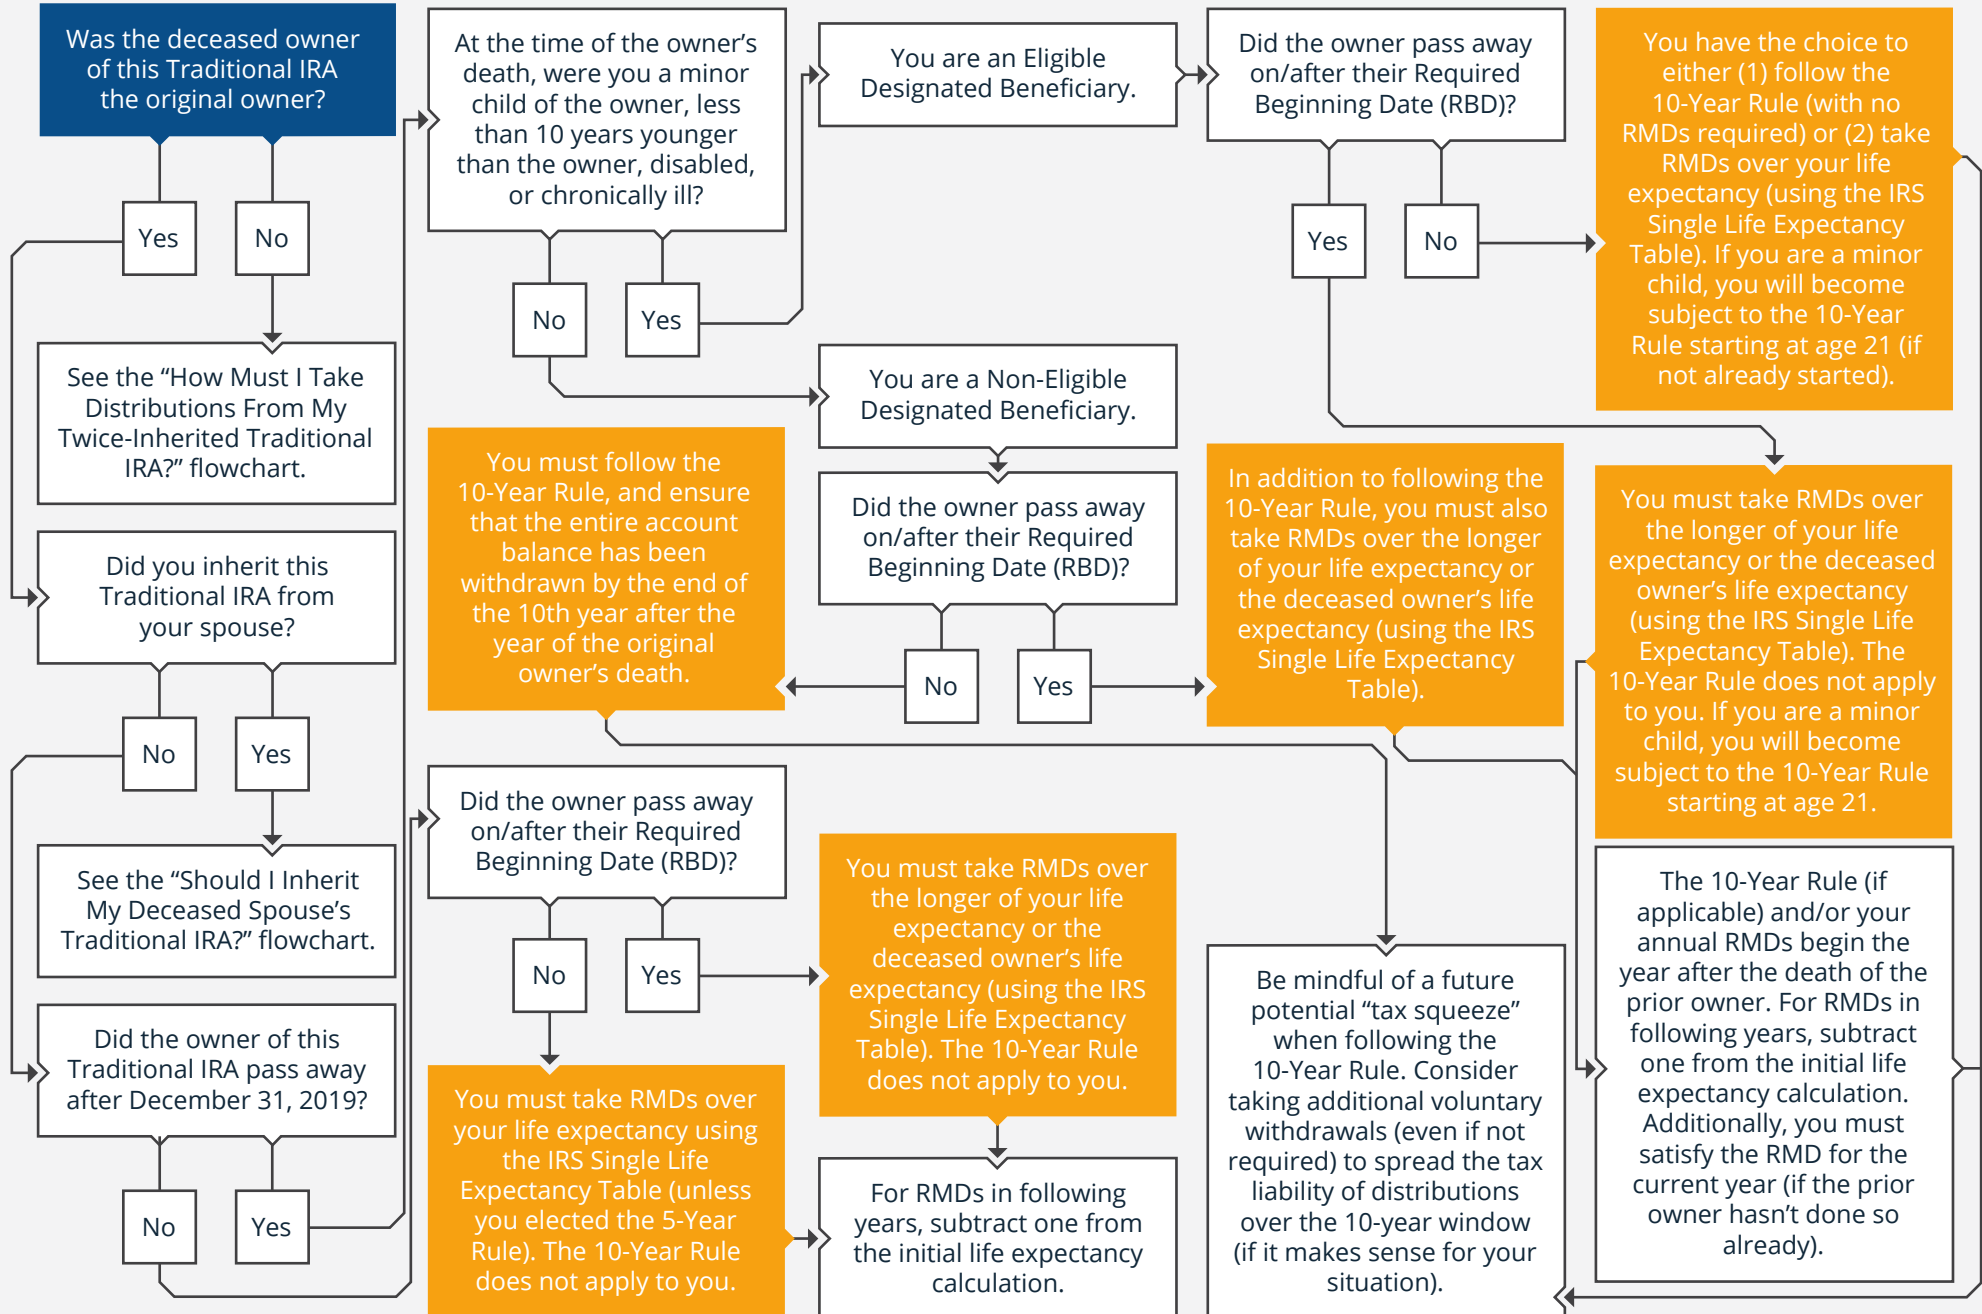 Was the deceased owner
of this Traditional IRA
the original owner?
Yes
No
See the “How Must I Take
Distributions From My
Twice-Inherited Traditional
IRA?” flowchart.
Did you inherit this
Traditional IRA from
your spouse?
No
Yes
See the “Should I Inherit
My Deceased Spouse’s
Traditional IRA?” flowchart.
Did the owner of this
Traditional IRA pass away
after December 31, 2019?
No
Yes
At the time of the owner’s
death, were you a minor
child of the owner, less
than 10 years younger
than the owner, disabled,
or chronically ill?
No
Yes
You are an Eligible
Designated Beneficiary.
Did the owner pass away
on/after their Required
Beginning Date (RBD)?
Yes
No
You have the choice to
either (1) follow the
10-Year Rule (with no
RMDs required) or (2) take
RMDs over your life
expectancy (using the IRS
Single Life Expectancy
Table). If you are a minor
child, you will become
subject to the 10-Year
Rule starting at age 21 (if
not already started).
You are a Non-Eligible
Designated Beneficiary.
Did the owner pass away
on/after their Required
Beginning Date (RBD)?
No
Yes
You must follow the
10-Year Rule, and ensure
that the entire account
balance has been
withdrawn by the end of
the 10th year after the
year of the original
owner’s death.
In addition to following the
10-Year Rule, you must also
take RMDs over the longer
of your life expectancy or
the deceased owner’s life
expectancy (using the IRS
Single Life Expectancy
Table).
You must take RMDs over
the longer of your life
expectancy or the deceased
owner’s life expectancy
(using the IRS Single Life
Expectancy Table). The
10-Year Rule does not apply
to you. If you are a minor
child, you will become
subject to the 10-Year Rule
starting at age 21.
Did the owner pass away
on/after their Required
Beginning Date (RBD)?
No
Yes
You must take RMDs over
the longer of your life
expectancy or the
deceased owner’s life
expectancy (using the IRS
Single Life Expectancy
Table). The 10-Year Rule
does not apply to you.
You must take RMDs over
your life expectancy using
the IRS Single Life
Expectancy Table (unless
you elected the 5-Year
Rule). The 10-Year Rule
does not apply to you.
For RMDs in following
years, subtract one from
the initial life expectancy
calculation.
Be mindful of a future
potential “tax squeeze”
when following the
10-Year Rule. Consider
taking additional voluntary
withdrawals (even if not
required) to spread the tax
liability of distributions
over the 10-year window
(if it makes sense for your
situation).
The 10-Year Rule (if
applicable) and/or your
annual RMDs begin the
year after the death of the
prior owner. For RMDs in
following years, subtract
one from the initial life
expectancy calculation.
Additionally, you must
satisfy the RMD for the
current year (if the prior
owner hasn't done so
already).